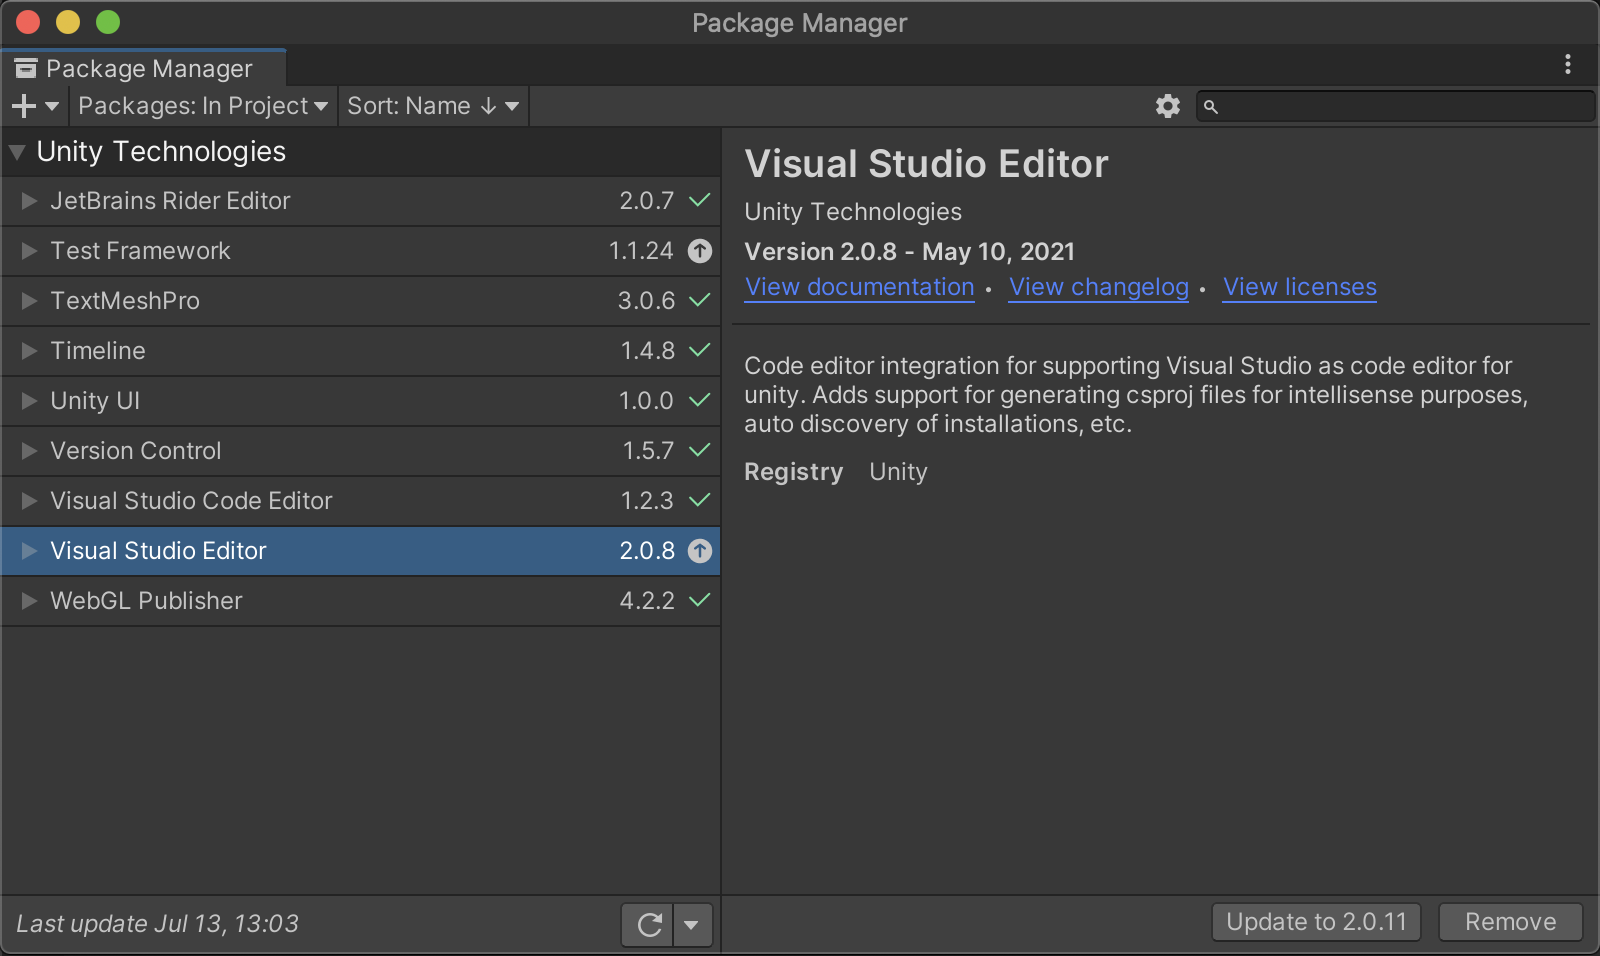 Package Manager
Package Manager
Packages: In Project
Sort: Name ↓
Unity Technologies
JetBrains Rider Editor 2.0.7
Test Framework 1.1.24
TextMeshPro 3.0.6
Timeline 1.4.8
Unity UI 1.0.0
Version Control 1.5.7
Visual Studio Code Editor 1.2.3
Visual Studio Editor 2.0.8
WebGL Publisher 4.2.2
Last update Jul 13, 13:03
Visual Studio Editor
Unity Technologies
Version 2.0.8 - May 10, 2021
View documentation • View changelog • View licenses
Code editor integration for supporting Visual Studio as code editor for
unity. Adds support for generating csproj files for intellisense purposes,
auto discovery of installations, etc.
Registry Unity
Update to 2.0.11
Remove